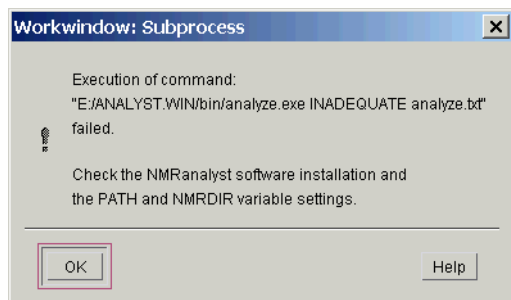 Workwindow: Subprocess
Execution of command:
"E:/ANALYST.WIN/bin/analyze.exe INADEQUATE analyze.txt"
failed.
Check the NMRanalyst software installation and
the PATH and NMRDIR variable settings.
OK
Help